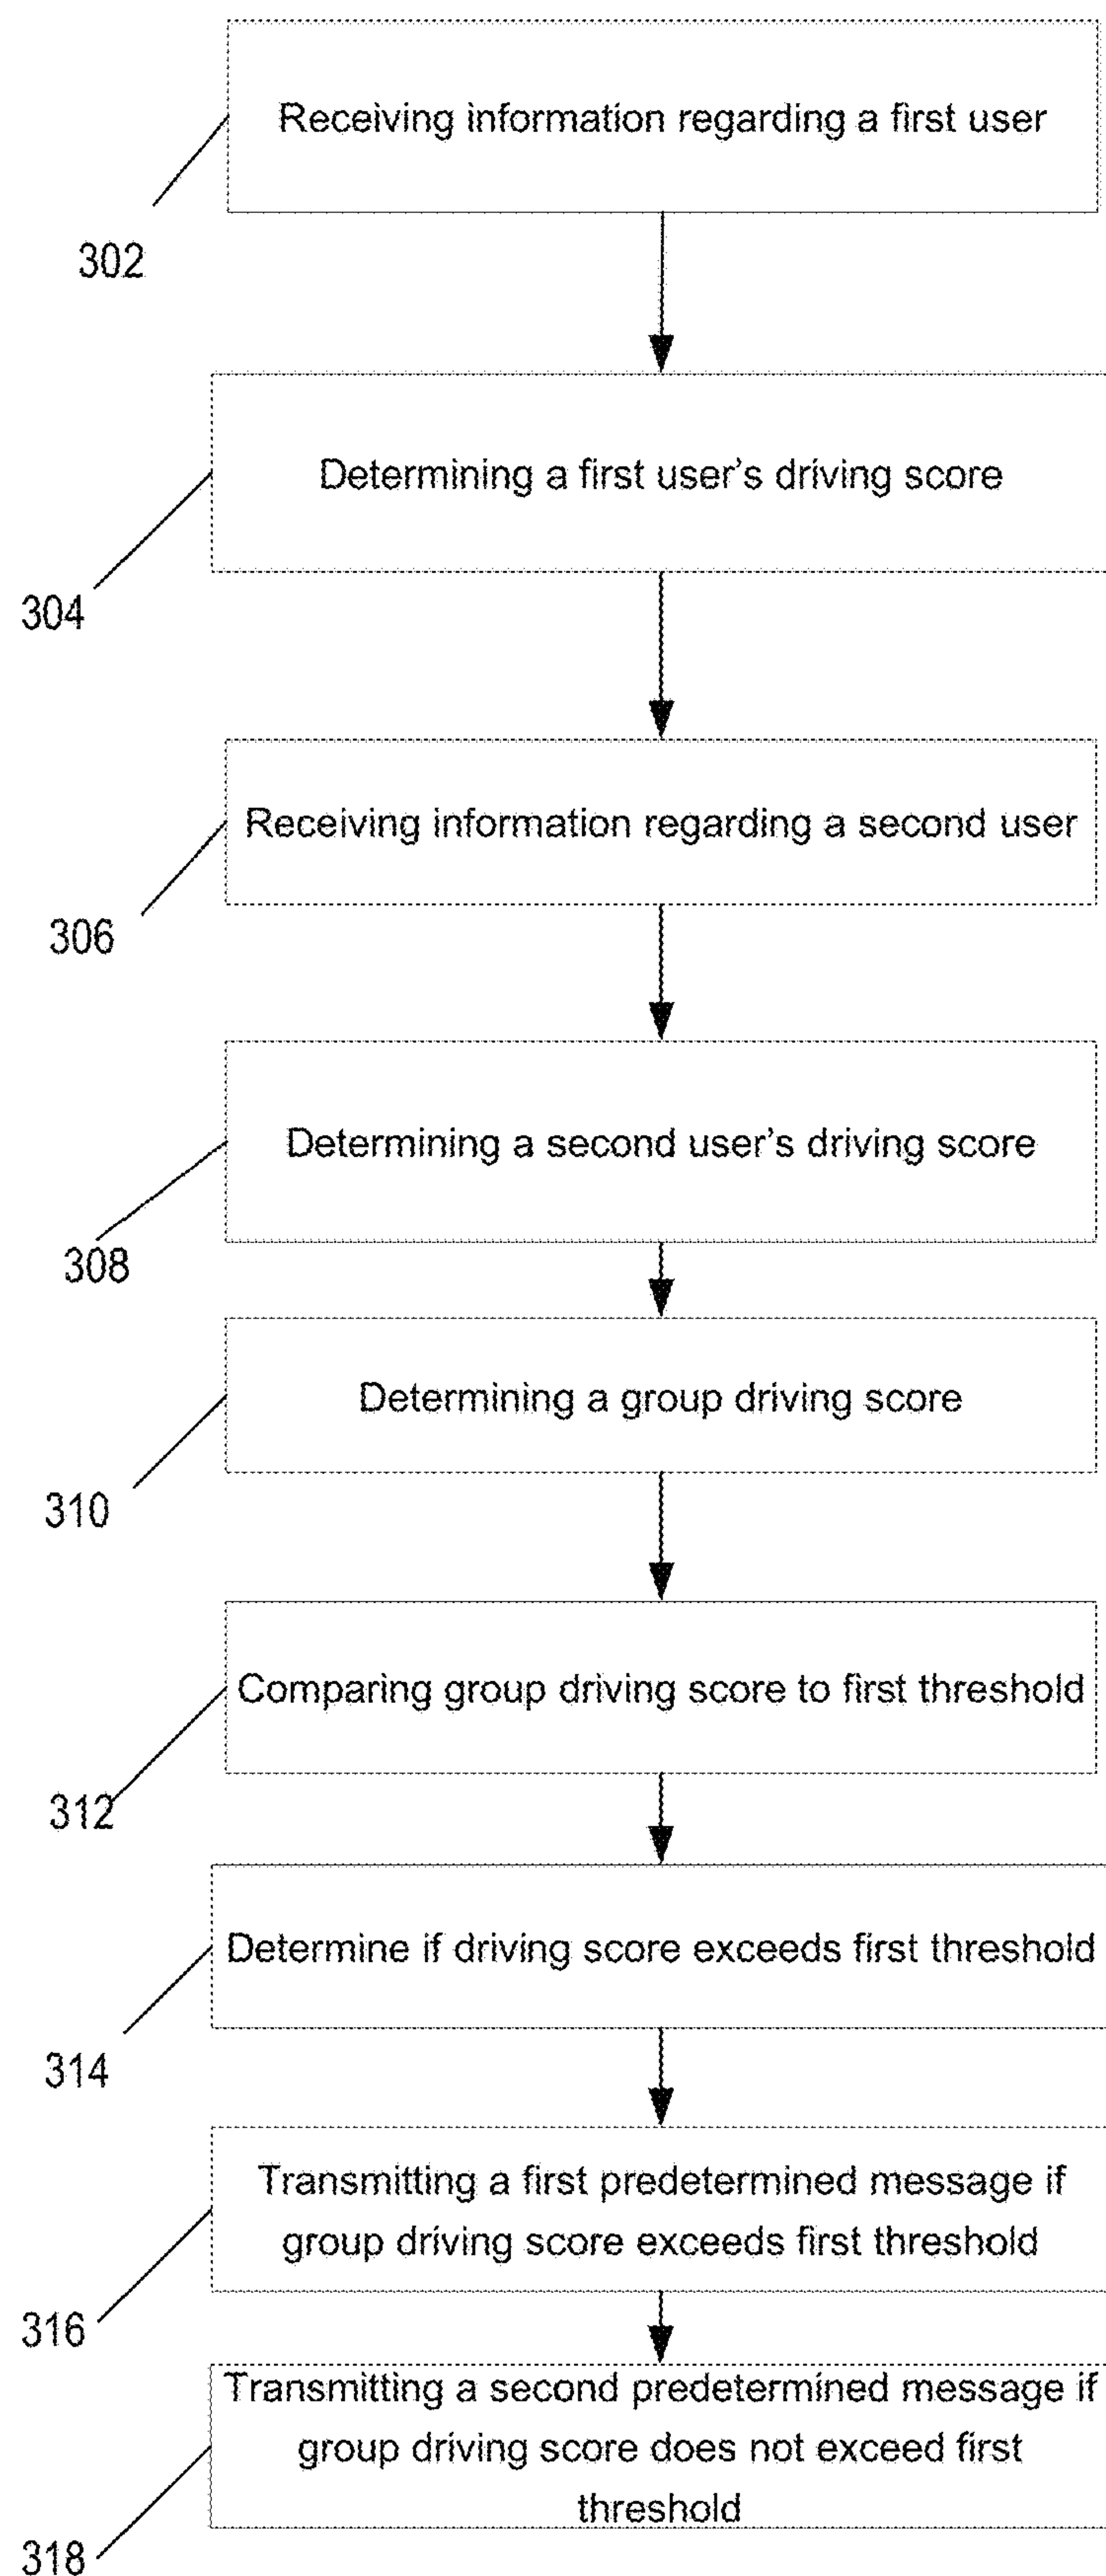 Receiving information regarding a first user
302
Determining a first user's driving score
304
Receiving information regarding a second user
306
Determining a second user's driving score
308
Determining a group driving score
310
Comparing group driving score to first threshold
312
Determine if driving score exceeds first threshold
314
Transmitting a first predetermined message if
group driving score exceeds first threshold
316
Transmitting a second predetermined message if
group driving score does not exceed first
threshold
318